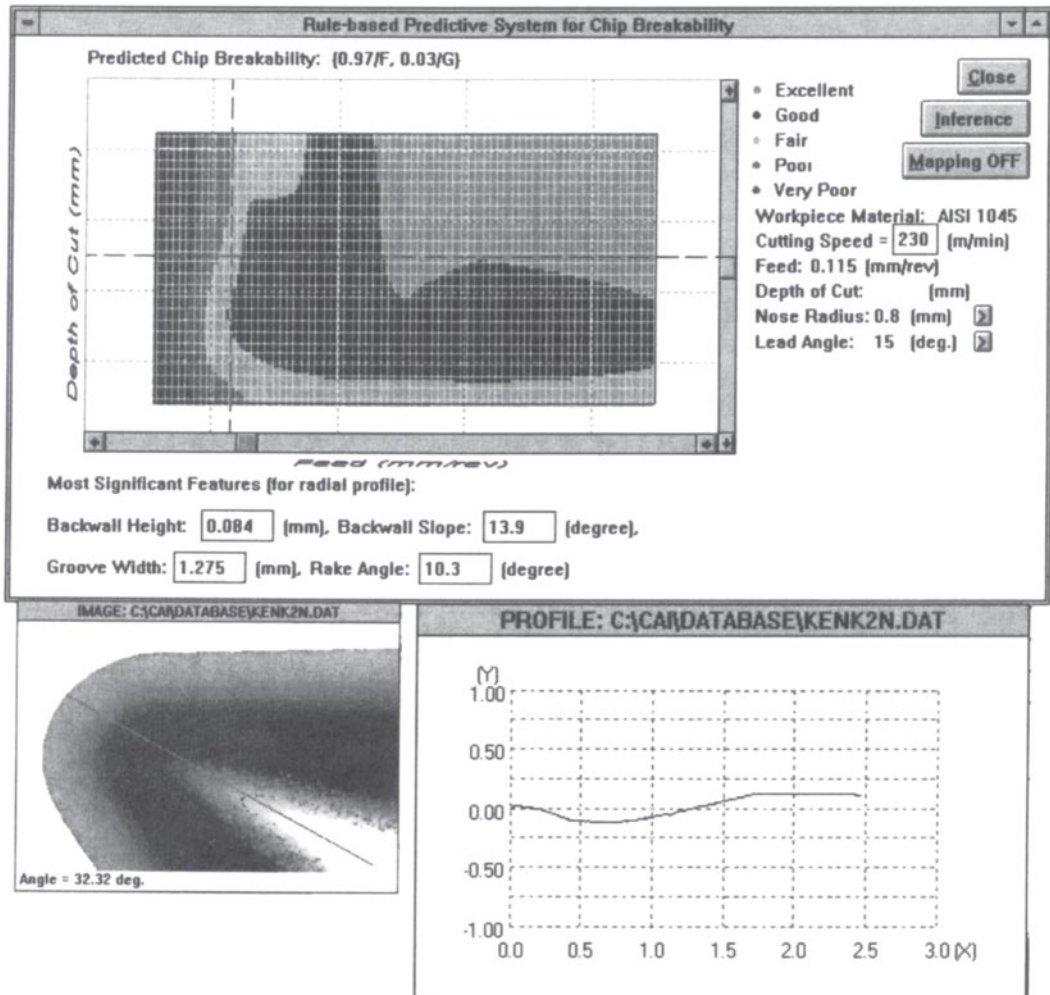 Rule-based Predictive System for Chip Breakability
Predicted Chip Breakability: {0.97/F, 0.03/G}
Depth of Cut (mm)
Feed (mm/rev)
Excellent
Good
Fair
Poor
Very Poor
Close
Inference
Mapping OFF
Workpiece Material: AISI 1045
Cutting Speed = 230 (m/min)
Feed: 0.115 (mm/rev)
Depth of Cut: (mm)
Nose Radius: 0.8 (mm) >
Lead Angle: 15 (deg.) >
Most Significant Features (for radial profile):
Backwall Height: 0.084 (mm), Backwall Slope: 13.9 (degree),
Groove Width: 1.275 (mm), Rake Angle: 10.3 (degree)
IMAGE: C:\CAI\DATABASE\KENK2N.DAT
Angle = 32.32 deg.
PROFILE: C:\CAI\DATABASE\KENK2N.DAT
(Y)
1.00
0.50
0.00
-0.50
-1.00
0.0 0.5 1.0 1.5 2.0 2.5 3.0 (X)